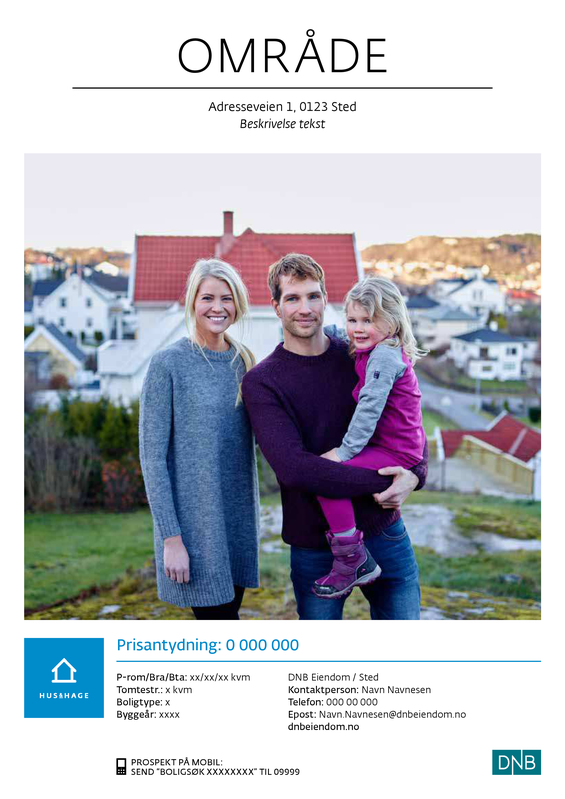 OMRÅDE
Adresseveien 1, 0123 Sted
Beskrivelse tekst
HUS&HAGE
Prisantydning: 0 000 000
P-rom/Bra/Bta: xx/xx/xx kvm
Tomtestr.: x kvm
Boligtype: x
Byggeår: xxxx
DNB Eiendom / Sted
Kontaktperson: Navn Navnesen
Telefon: 000 00 000
Epost: Navn.Navnesen@dnbeiendom.no
dnbeiendom.no
PROSPEKT PÅ MOBIL:
SEND "BOLIGSØK XXXXXXXX" TIL 09999
DNB